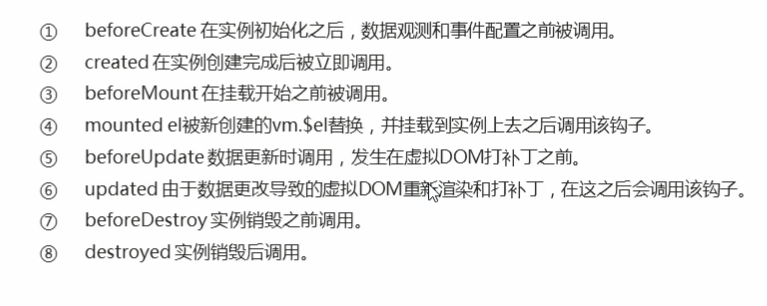 ① beforeCreate 在实例初始化之后，数据观测和事件配置之前被调用。
② created 在实例创建完成后被立即调用。
③ beforeMount 在挂载开始之前被调用。
④ mounted el被新创建的vm.$el替换，并挂载到实例上去之后调用该钩子。
⑤ beforeUpdate 数据更新时调用，发生在虚拟DOM打补丁之前。
⑥ updated 由于数据更改导致的虚拟DOM重新渲染和打补丁，在这之后会调用该钩子。
⑦ beforeDestroy 实例销毁之前调用。
⑧ destroyed 实例销毁后调用。